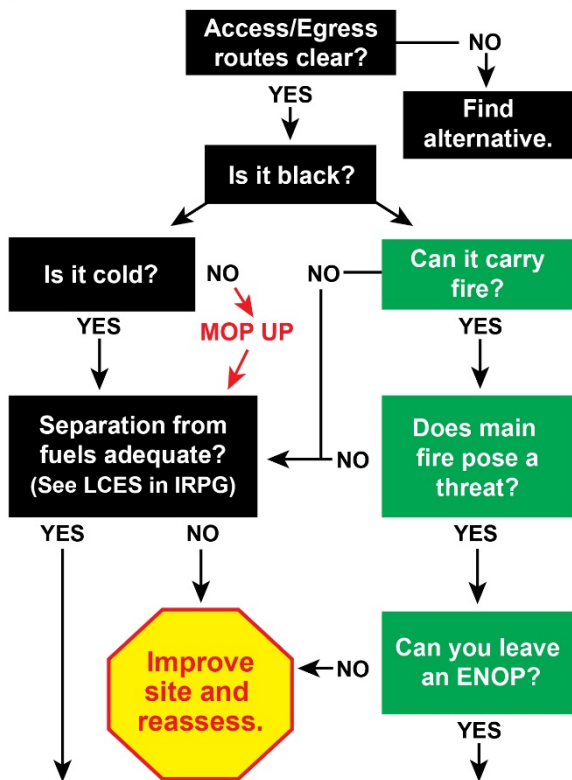 Access/Egress
routes clear?
NO
YES
Find
alternative.
Is it black?
Is it cold?
NO
NO
Can it carry
fire?
YES
MOP UP
YES
Separation from
fuels adequate?
(See LCES in IRPG)
NO
Does main
fire pose a
threat?
YES
NO
YES
Improve
site and
reassess.
NO
Can you leave
an ENOP?
YES